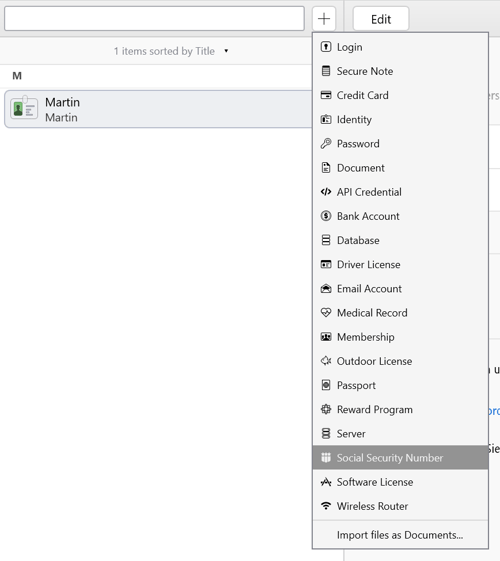 Edit
1 items sorted by Title
M
Martin
Martin
Login
Secure Note
Credit Card
Identity
Password
Document
API Credential
Bank Account
Database
Driver License
Email Account
Medical Record
Membership
Outdoor License
Passport
Reward Program
Server
Social Security Number
Software License
Wireless Router
Import files as Documents...